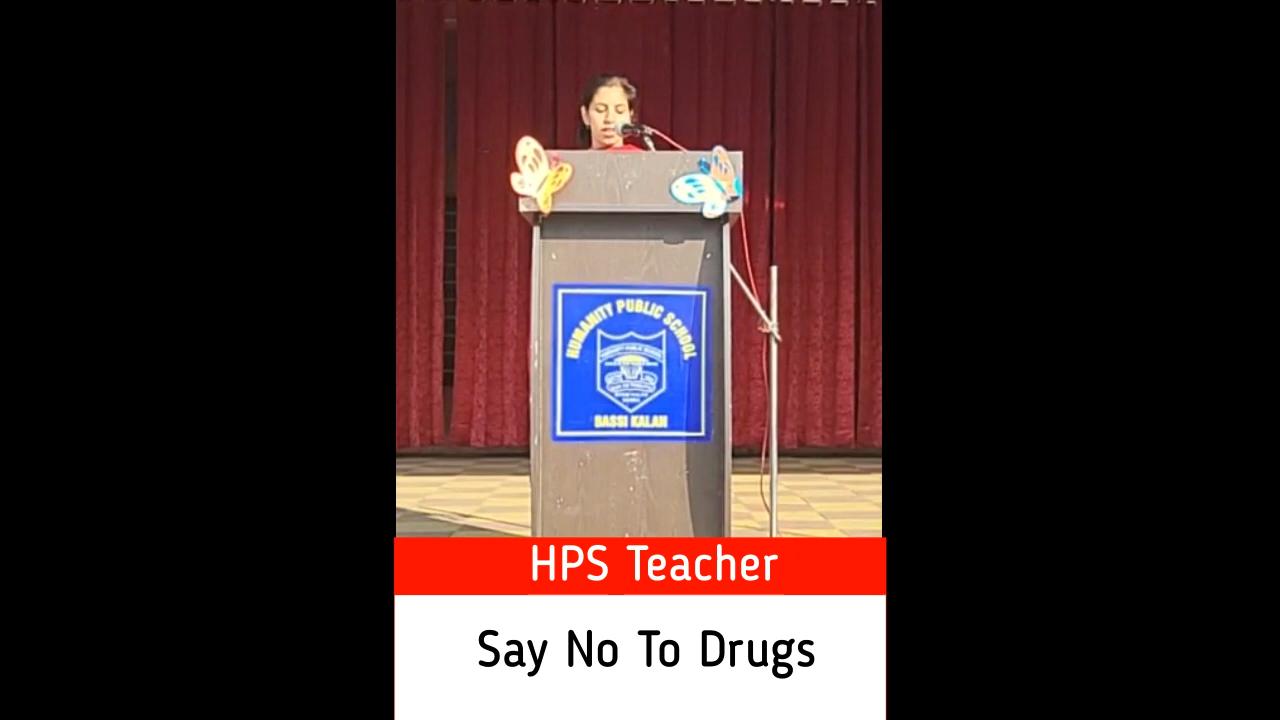 HUMANITY PUBLIC SCHOOL
BASSI KALAN
HPS Teacher
Say No To Drugs